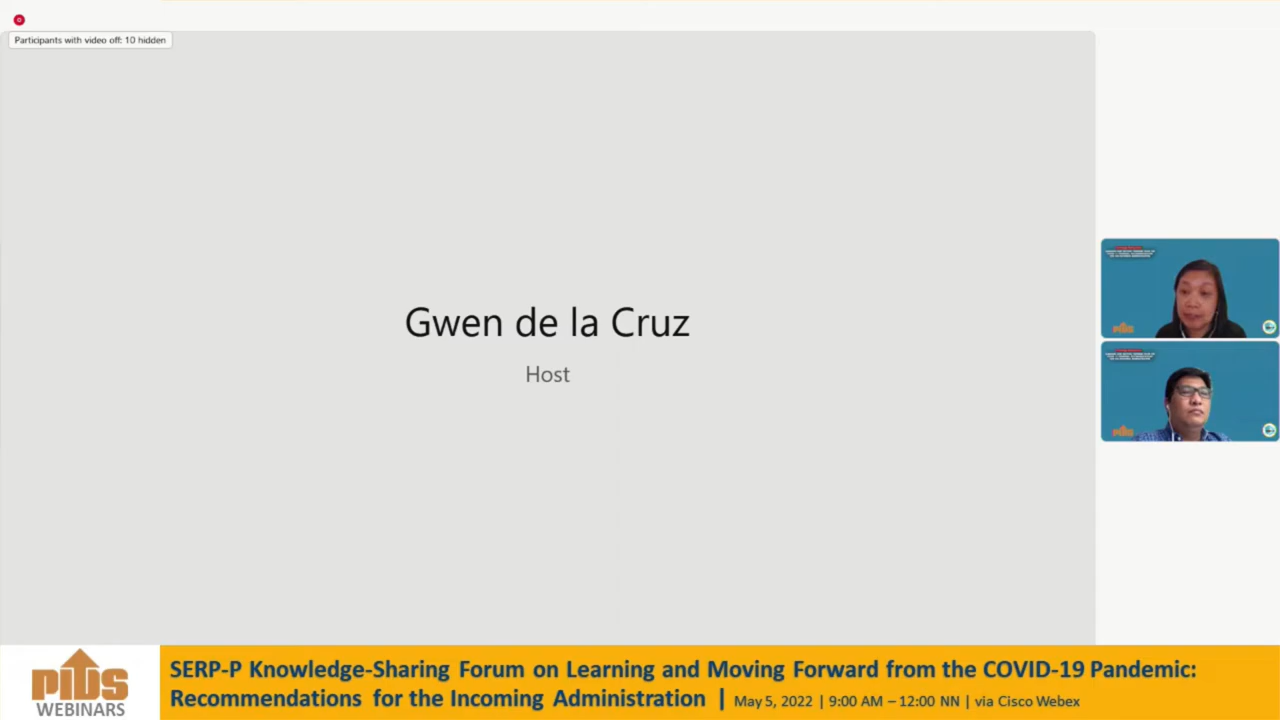 Participants with video off: 10 hidden
Gwen de la Cruz
Host
PIDS
PIDS
PIDS
WEBINARS
SERP-P Knowledge-Sharing Forum on Learning and Moving Forward from the COVID-19 Pandemic:
Recommendations for the Incoming Administration | May 5, 2022 | 9:00 AM – 12:00 NN | via Cisco Webex